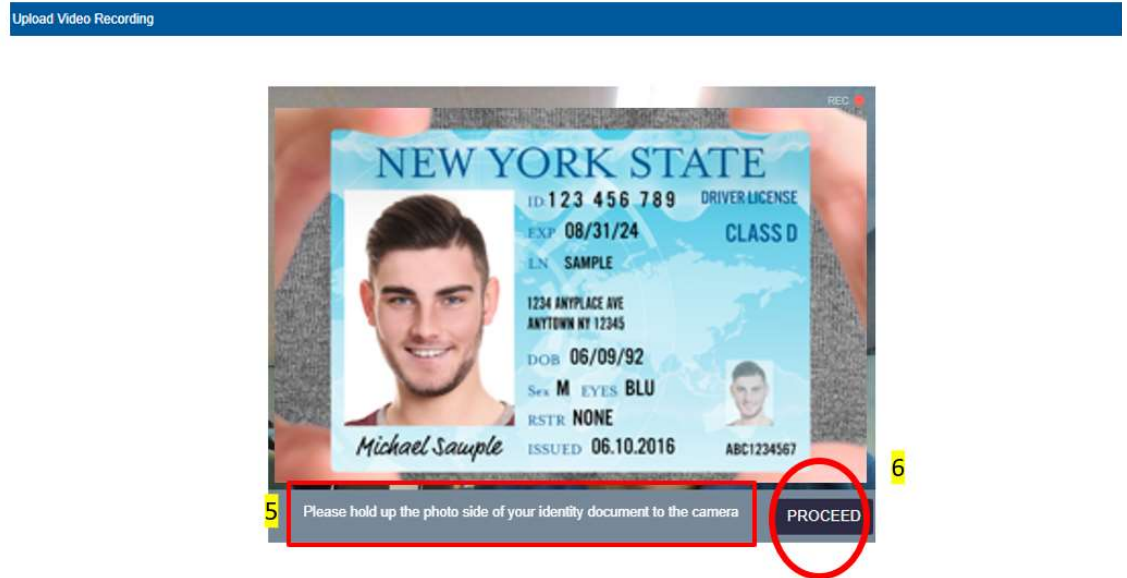 Upload Video Recording
REC
NEW YORK STATE
ID 123 456 789 DRIVER LICENSE
EXP 08/31/24 CLASS D
LN SAMPLE
1234 ANYPLACE AVE
ANYTOWN NY 12345
DOB 06/09/92
Sex M EYES BLU
RSTR NONE
Michael Sample ISSUED 06.10.2016 ABC1234567
6
5 Please hold up the photo side of your identity document to the camera PROCEED